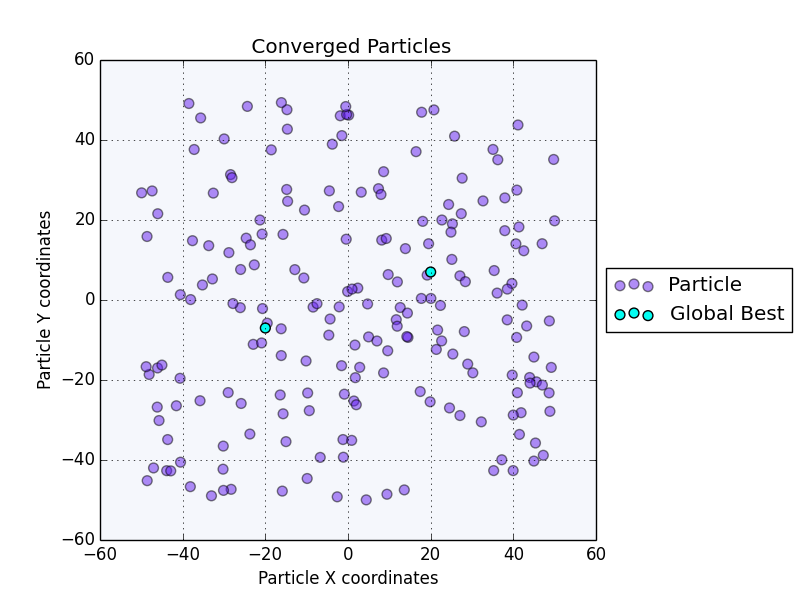 Converged Particles
60
40
20
0
−20
−40
−60
−60
−40
−20
0
20
40
60
Particle Y coordinates
Particle X coordinates
Particle
Global Best